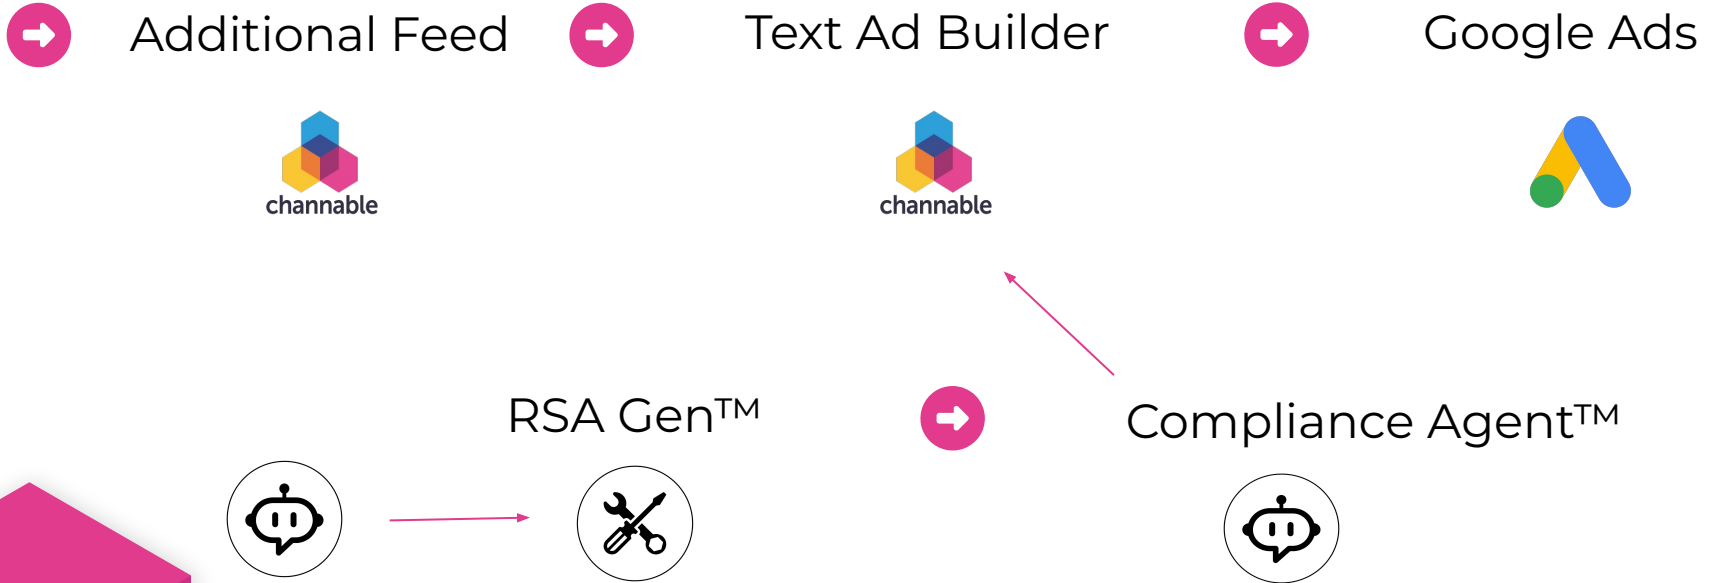 Additional Feed
Text Ad Builder
Google Ads
channable
channable
RSA Gen™
Compliance Agent™